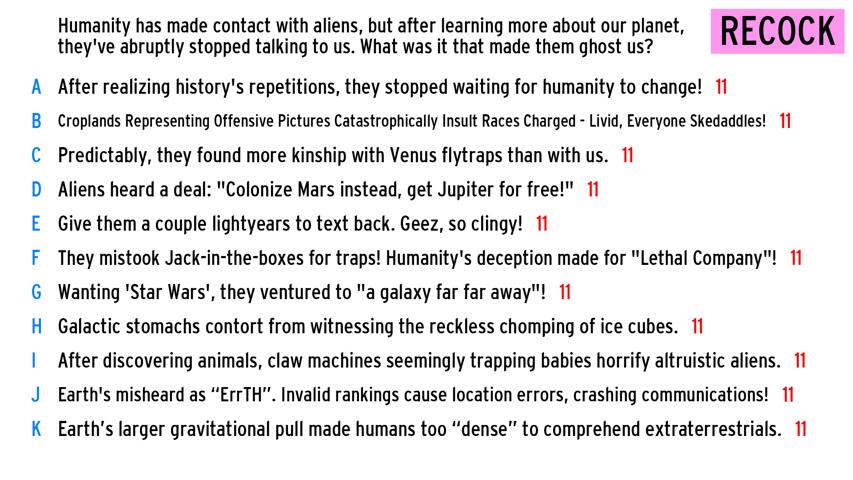 Humanity has made contact with aliens, but after learning more about our planet,
they've abruptly stopped talking to us. What was it that made them ghost us?
RECOCK
A After realizing history's repetitions, they stopped waiting for humanity to change! 11
B Croplands Representing Offensive Pictures Catastrophically Insult Races Charged - Livid, Everyone Skedaddles! 11
C Predictably, they found more kinship with Venus flytraps than with us. 11
D Aliens heard a deal: "Colonize Mars instead, get Jupiter for free!" 11
E Give them a couple lightyears to text back. Geez, so clingy! 11
F They mistook Jack-in-the-boxes for traps! Humanity's deception made for "Lethal Company"! 11
G Wanting 'Star Wars', they ventured to "a galaxy far far away"! 11
H Galactic stomachs contort from witnessing the reckless chomping of ice cubes. 11
I After discovering animals, claw machines seemingly trapping babies horrify altruistic aliens. 11
J Earth's misheard as “ErrTH”. Invalid rankings cause location errors, crashing communications! 11
K Earth’s larger gravitational pull made humans too “dense” to comprehend extraterrestrials. 11